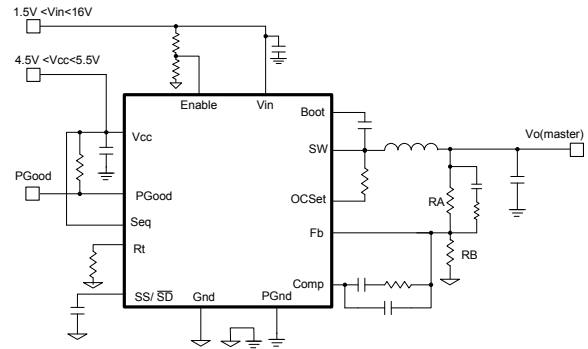 1.5V <Vin<16V
4.5V <Vcc<5.5V
Enable
Vin
Boot
Vcc
SW
Vo(master)
PGood
PGood
OCSet
RA
Seq
Fb
Rt
RB
Comp
SS/ SD
Gnd
PGnd